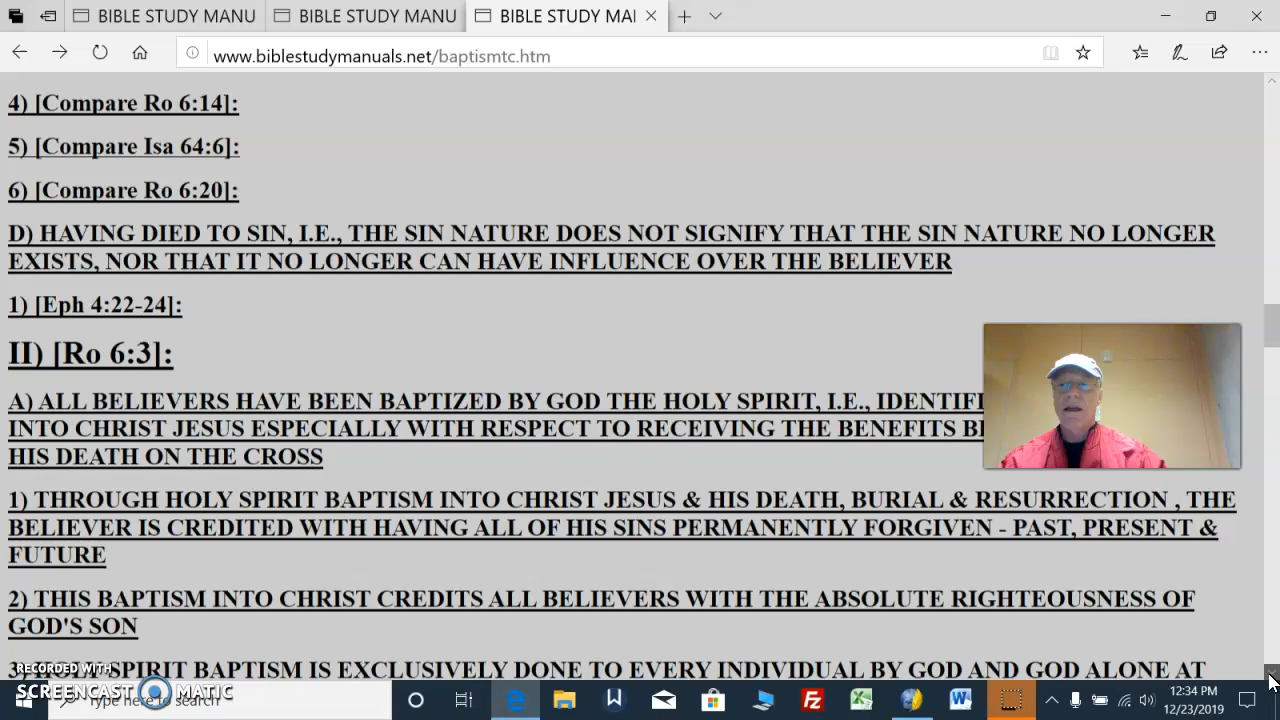 BIBLE STUDY MANU BIBLE STUDY MANU BIBLE STUDY MAI
www.biblestudymanuals.net/baptismtc.htm
4) [Compare Ro 6:14]:
5) [Compare Isa 64:6]:
6) [Compare Ro 6:20]:
D) HAVING DIED TO SIN, I.E., THE SIN NATURE DOES NOT SIGNIFY THAT THE SIN NATURE NO LONGER
EXISTS, NOR THAT IT NO LONGER CAN HAVE INFLUENCE OVER THE BELIEVER
1) [Eph 4:22-24]:
II) [Ro 6:3]:
A) ALL BELIEVERS HAVE BEEN BAPTIZED BY GOD THE HOLY SPIRIT, I.E., IDENTIFI
INTO CHRIST JESUS ESPECIALLY WITH RESPECT TO RECEIVING THE BENEFITS
HIS DEATH ON THE CROSS
1) THROUGH HOLY SPIRIT BAPTISM INTO CHRIST JESUS & HIS DEATH, BURIAL & RESURRECTION , THE
BELIEVER IS CREDITED WITH HAVING ALL OF HIS SINS PERMANENTLY FORGIVEN - PAST, PRESENT &
FUTURE
2) THIS BAPTISM INTO CHRIST CREDITS ALL BELIEVERS WITH THE ABSOLUTE RIGHTEOUSNESS OF
GOD'S SON
SPIRIT BAPTISM IS EXCLUSIVELY DONE TO EVERY INDIVIDUAL BY GOD AND GOD ALONE AT
RECORDED WITH
SCREENCAST MATIC
Type here to search
12:34 PM
12/23/2019